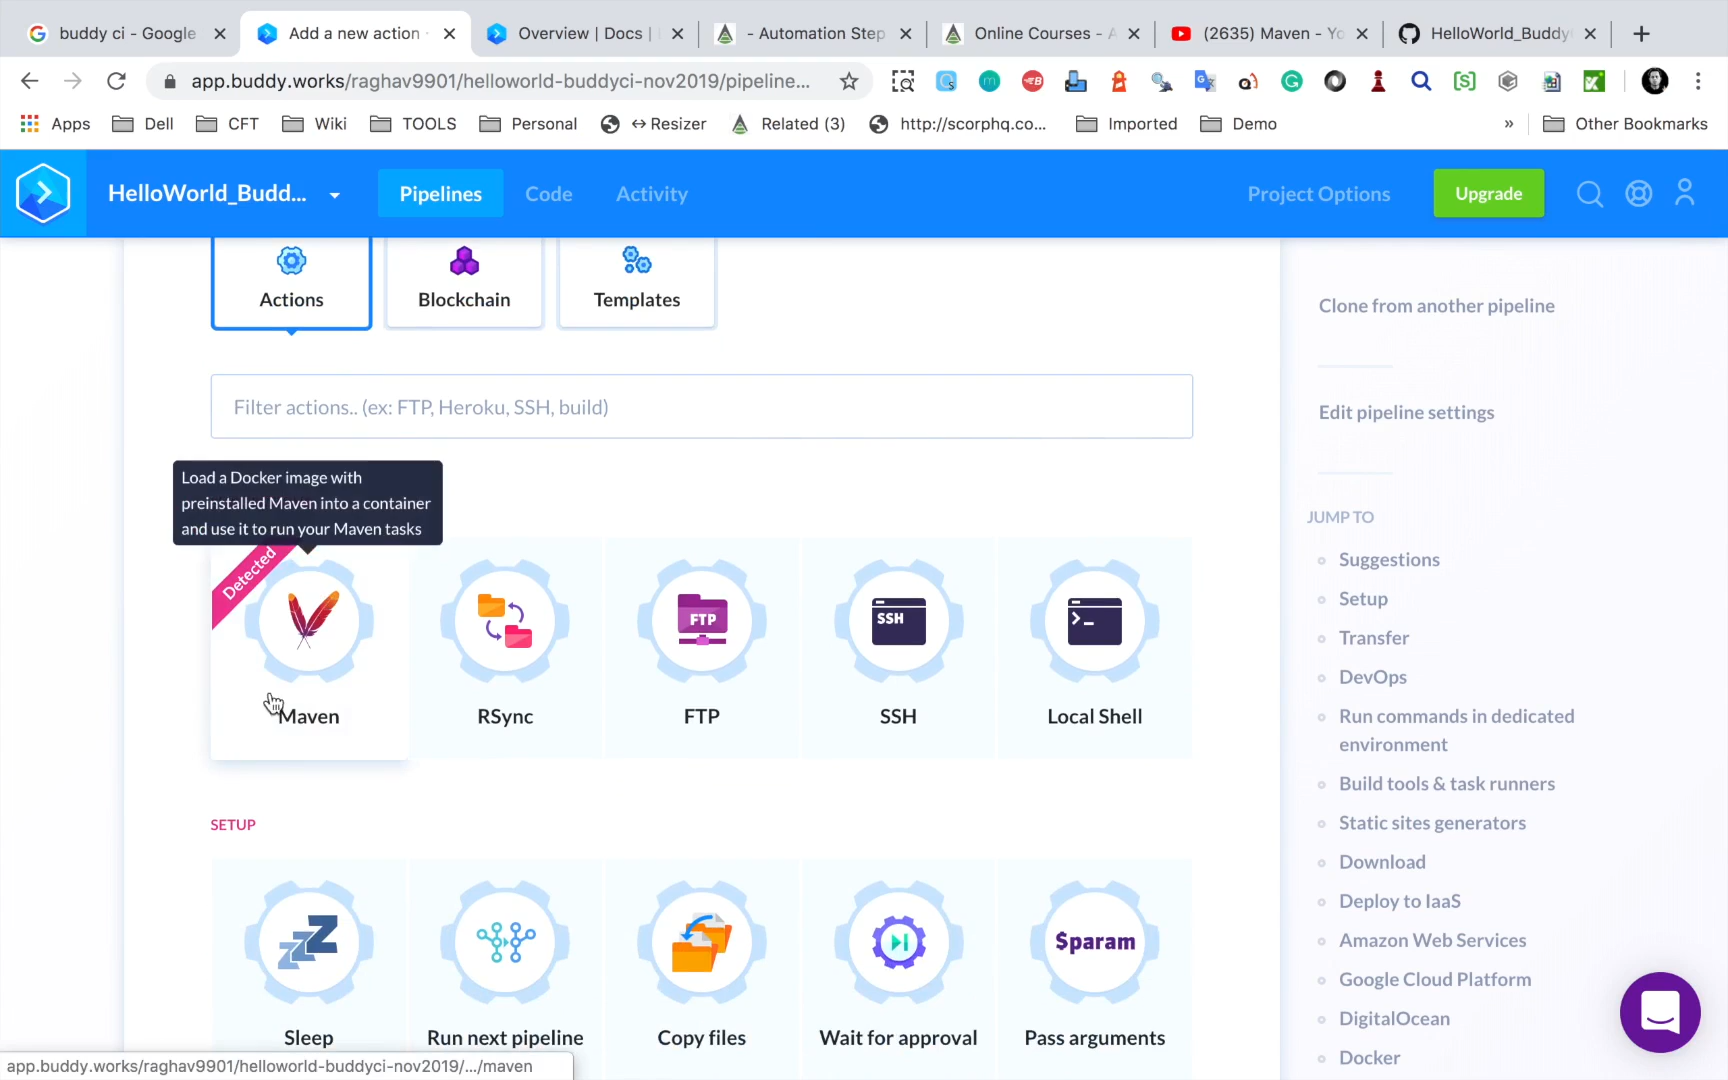 buddy ci - Google
Add a new action
Overview | Docs |
- Automation Step
Online Courses - A
(2635) Maven - Yo
HelloWorld_Buddy
app.buddy.works/raghav9901/helloworld-buddyci-nov2019/pipeline...
Apps
Dell
CFT
Wiki
TOOLS
Personal
↔ Resizer
Related (3)
http://scorphq.co...
Imported
Demo
»
Other Bookmarks
HelloWorld_Budd...
Pipelines
Code
Activity
Project Options
Upgrade
Actions
Blockchain
Templates
Clone from another pipeline
Filter actions.. (ex: FTP, Heroku, SSH, build)
Edit pipeline settings
Load a Docker image with
preinstalled Maven into a container
and use it to run your Maven tasks
Detected
FTP
SSH
>_
Maven
RSync
FTP
SSH
Local Shell
JUMP TO
Suggestions
Setup
Transfer
DevOps
Run commands in dedicated
environment
Build tools & task runners
Static sites generators
Download
Deploy to IaaS
Amazon Web Services
Google Cloud Platform
DigitalOcean
Docker
SETUP
$param
Sleep
Run next pipeline
Copy files
Wait for approval
Pass arguments
app.buddy.works/raghav9901/helloworld-buddyci-nov2019/.../maven